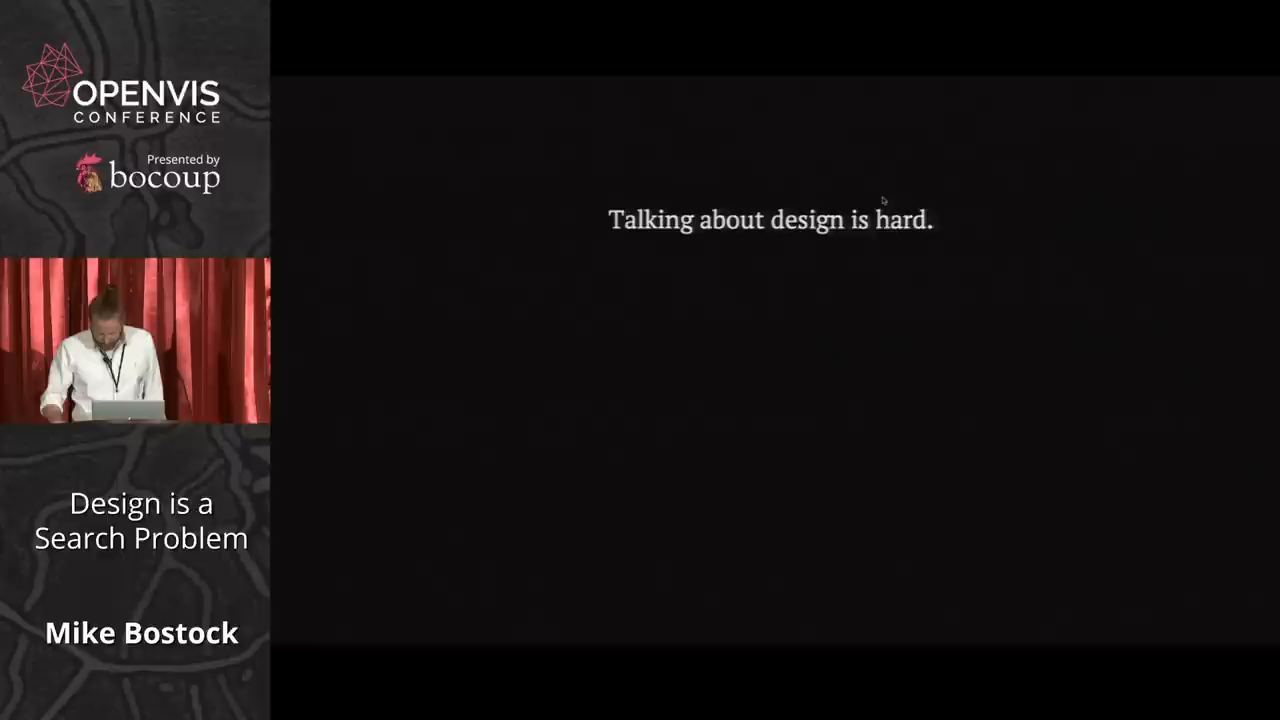 OPENVIS
CONFERENCE
Presented by
bocoup
Talking about design is hard.
Design is a
Search Problem
Mike Bostock